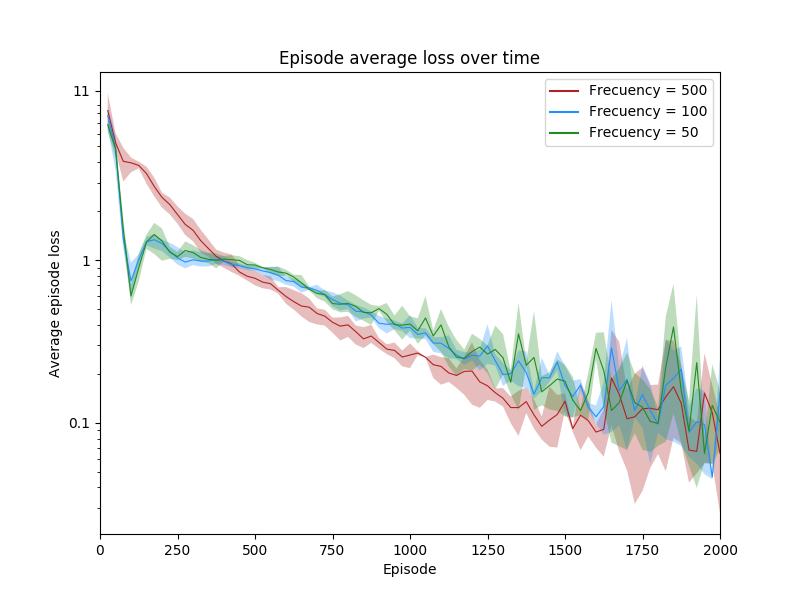 Episode average loss over time
Frecuency = 500
Frecuency = 100
Frecuency = 50
Average episode loss
11
1
0.1
0
250
500
750
1000
1250
1500
1750
2000
Episode